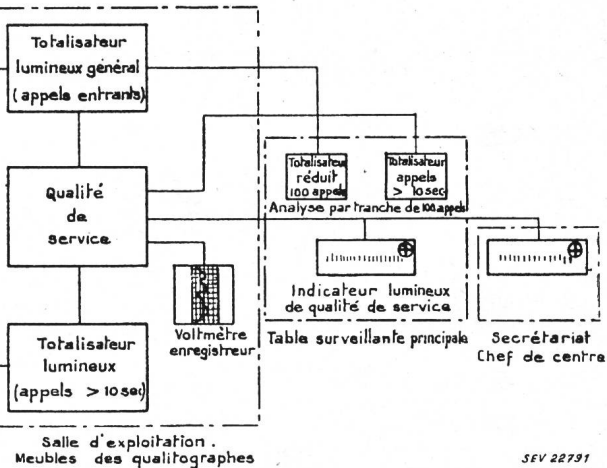 Totalisateur
lumineux général
(appels entrants)
Qualité
de
service
Totalisateur
lumineux
(appels > 10 sec)
Voltmètre
enregistreur
Totalisateur
réduit
100 appels
Totalisateur
appels
> 10 sec
Analyse par tranche de 100 appels
Indicateur lumineux
de qualité de service
Table surveillante principale
Secrétariat
Chef de centre
Salle d'exploitation.
Meubles des qualitographes
SEV 22791